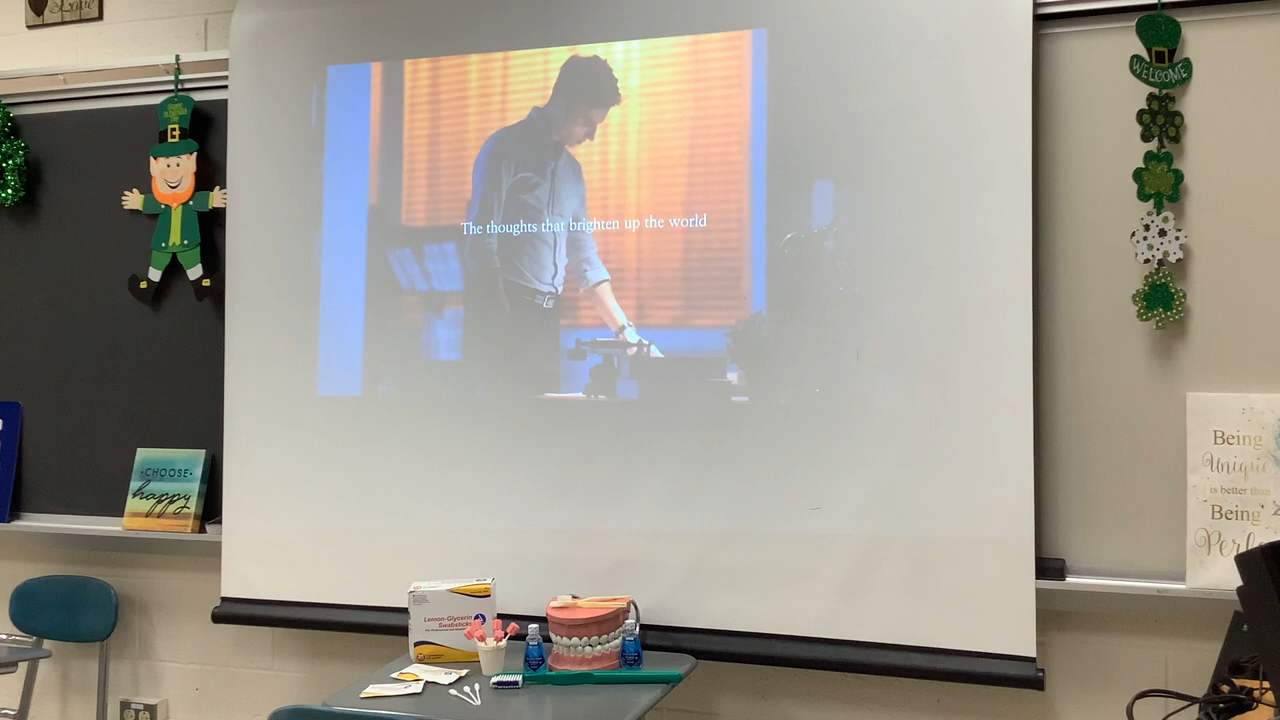 Love
WELCOME
The thoughts that brighten up the world
CHOOSE
happy
Being
Unique
is better than
Being
Lemon-Glycerin
Swabsticks